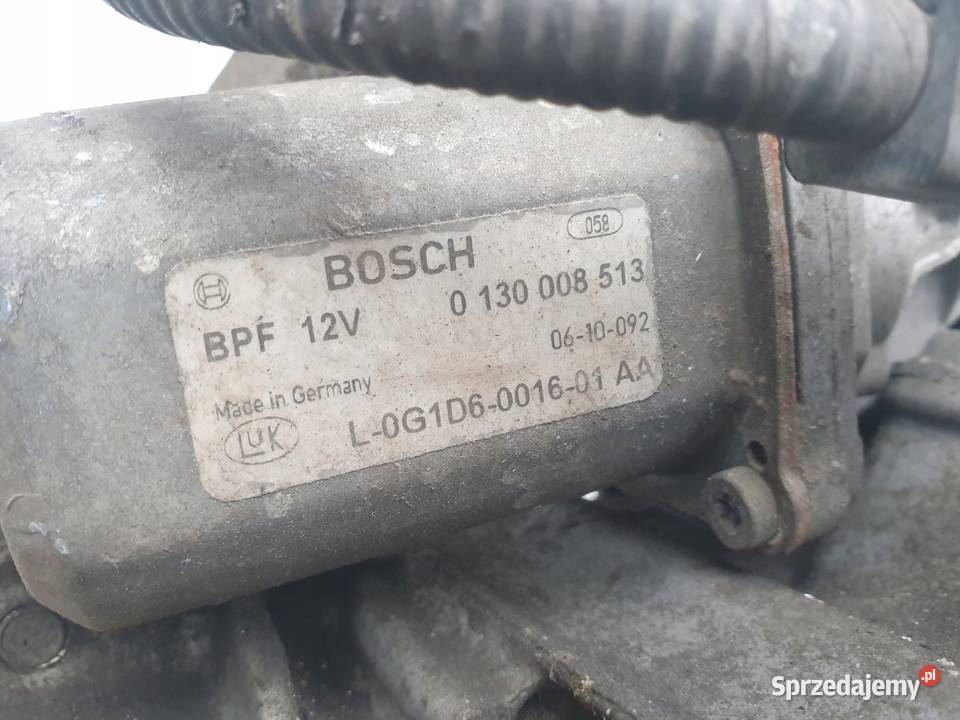 058
BOSCH
BPF 12V 0 130 008 513
06-10-092
Made in Germany
LUK L-0G1D6-0016-01 AA
Sprzedajemy.pl